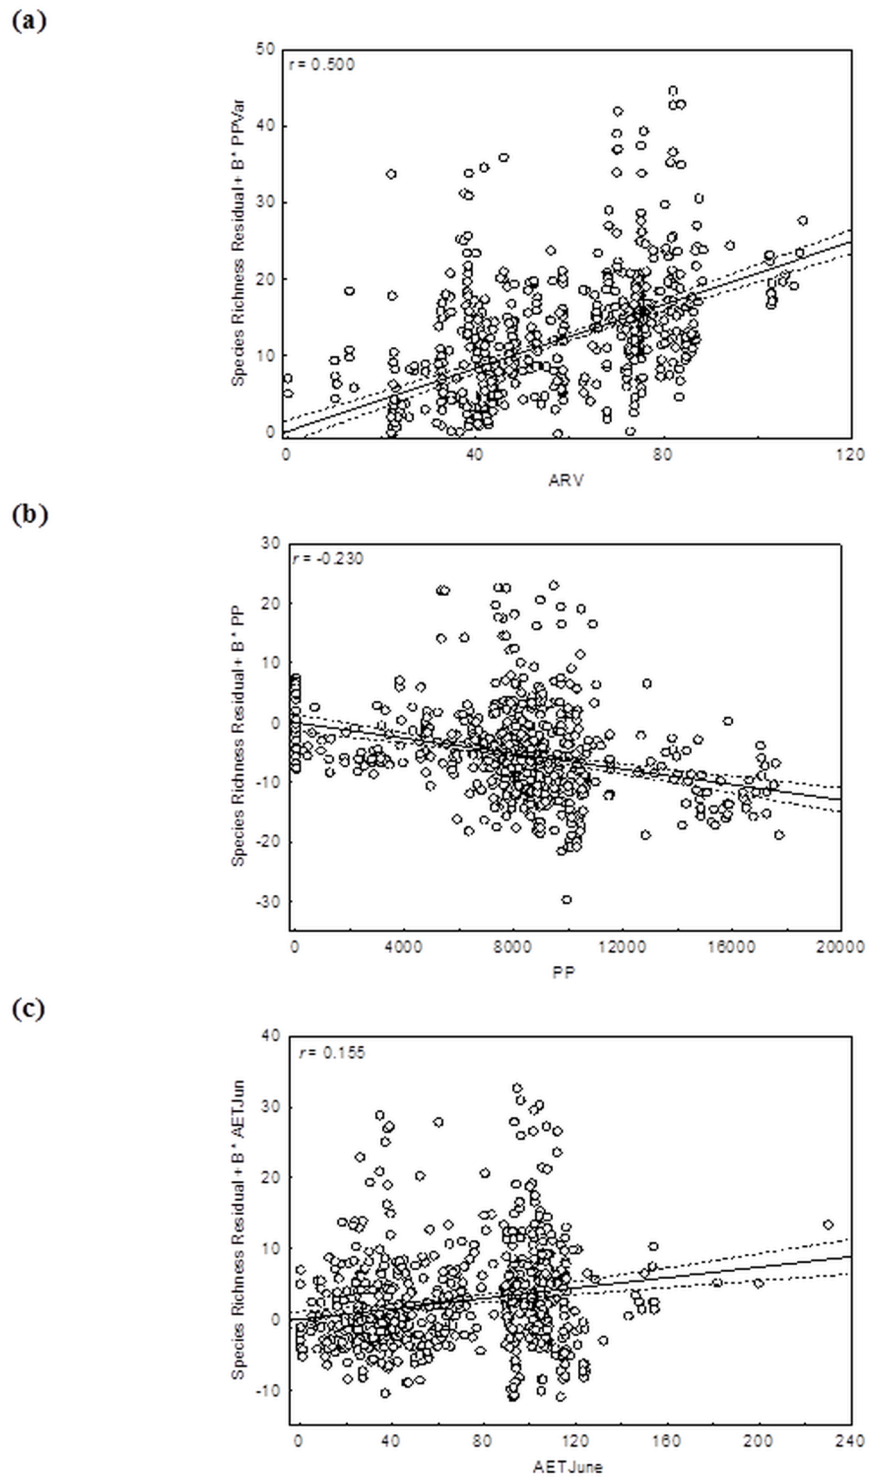 (a)
r = 0.500
Species Richness Residual + B * PPVar
50
40
30
20
10
0
0 40 80 120
ARV
(b)
r = -0.230
Species Richness Residual + B * PP
30
20
10
0
-10
-20
-30
0 4000 8000 12000 16000 20000
PP
(c)
r = 0.155
Species Richness Residual + B * AETJun
40
30
20
10
0
-10
0 40 80 120 160 200 240
AETJune